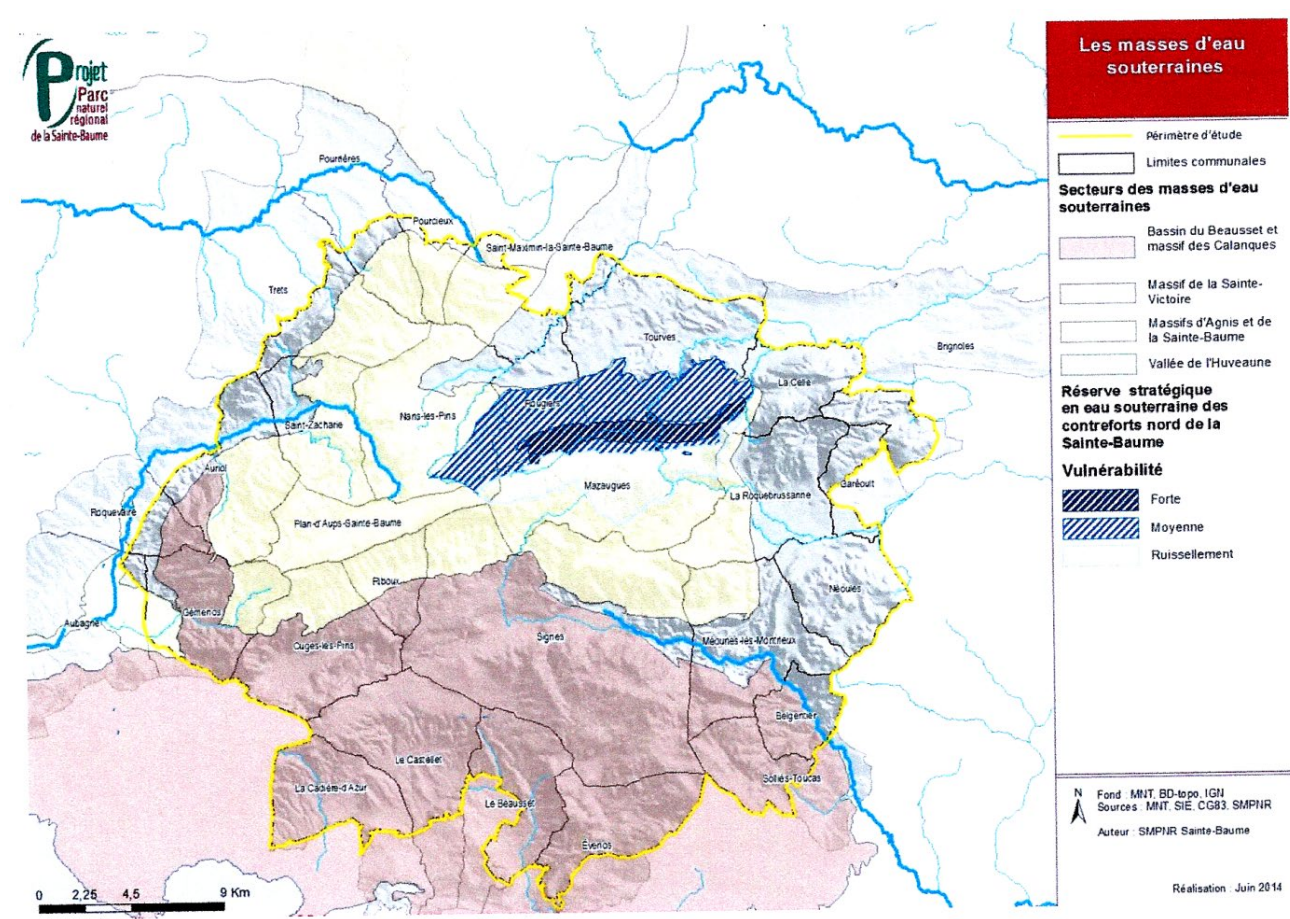 Projet
Parc
naturel
régional
de la Sainte-Baume
Pourrières
Pourcieux
Saint-Maximin-la-Sainte-Baume
Trets
Tourves
Brignoles
La Celle
Rougiers
Nans-les-Pins
Saint-Zacharie
Auriol
Garéoult
Mazaugues
La Roquebrussanne
Roquevaire
Plan-d'Aups-Sainte-Baume
Riboux
Néoules
Gémenos
Aubagne
Signes
Cuges-les-Pins
Méounes-les-Montrieux
Belgentier
Le Castellet
Solliès-Toucas
La Cadière-d'Azur
Le Beausset
Évenos
0 2,25 4,5 9 Km
Les masses d'eau
souterraines
Périmètre d'étude
Limites communales
Secteurs des masses d'eau
souterraines
Bassin du Beausset et
massif des Calanques
Massif de la Sainte-
Victoire
Massifs d'Agnis et de
la Sainte-Baume
Vallée de l'Huveaune
Réserve stratégique
en eau souterraine des
contreforts nord de la
Sainte-Baume
Vulnérabilité
Forte
Moyenne
Ruissellement
N
Fond : MNT, BD-topo, IGN
Sources : MNT, SIE, CG83, SMPNR
Auteur : SMPNR Sainte-Baume
Réalisation : Juin 2014